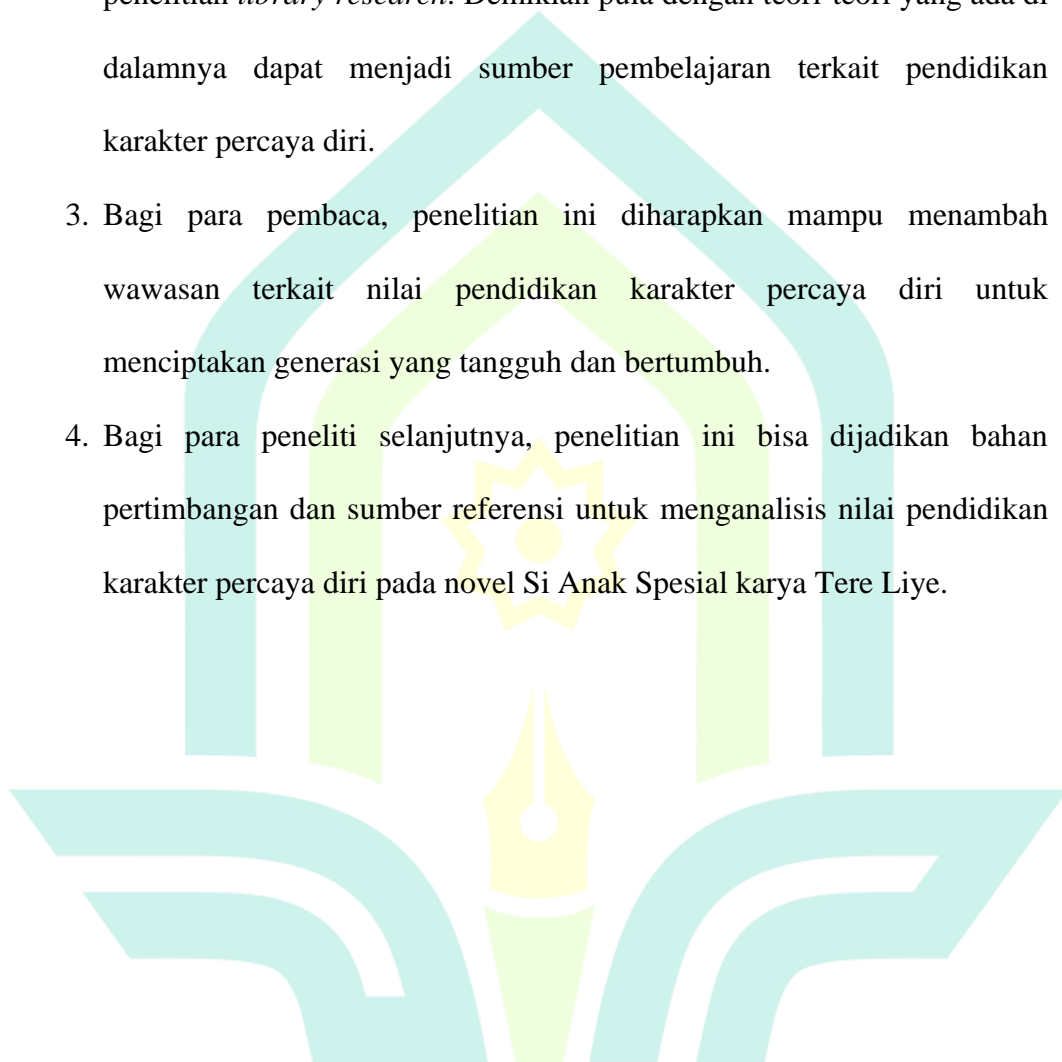 penelitian library research. Demikian pula dengan teori-teori yang ada di
dalamnya dapat menjadi sumber pembelajaran terkait pendidikan
karakter percaya diri.
3. Bagi para pembaca, penelitian ini diharapkan mampu menambah
wawasan terkait nilai pendidikan karakter percaya diri untuk
menciptakan generasi yang tangguh dan bertumbuh.
4. Bagi para peneliti selanjutnya, penelitian ini bisa dijadikan bahan
pertimbangan dan sumber referensi untuk menganalisis nilai pendidikan
karakter percaya diri pada novel Si Anak Spesial karya Tere Liye.